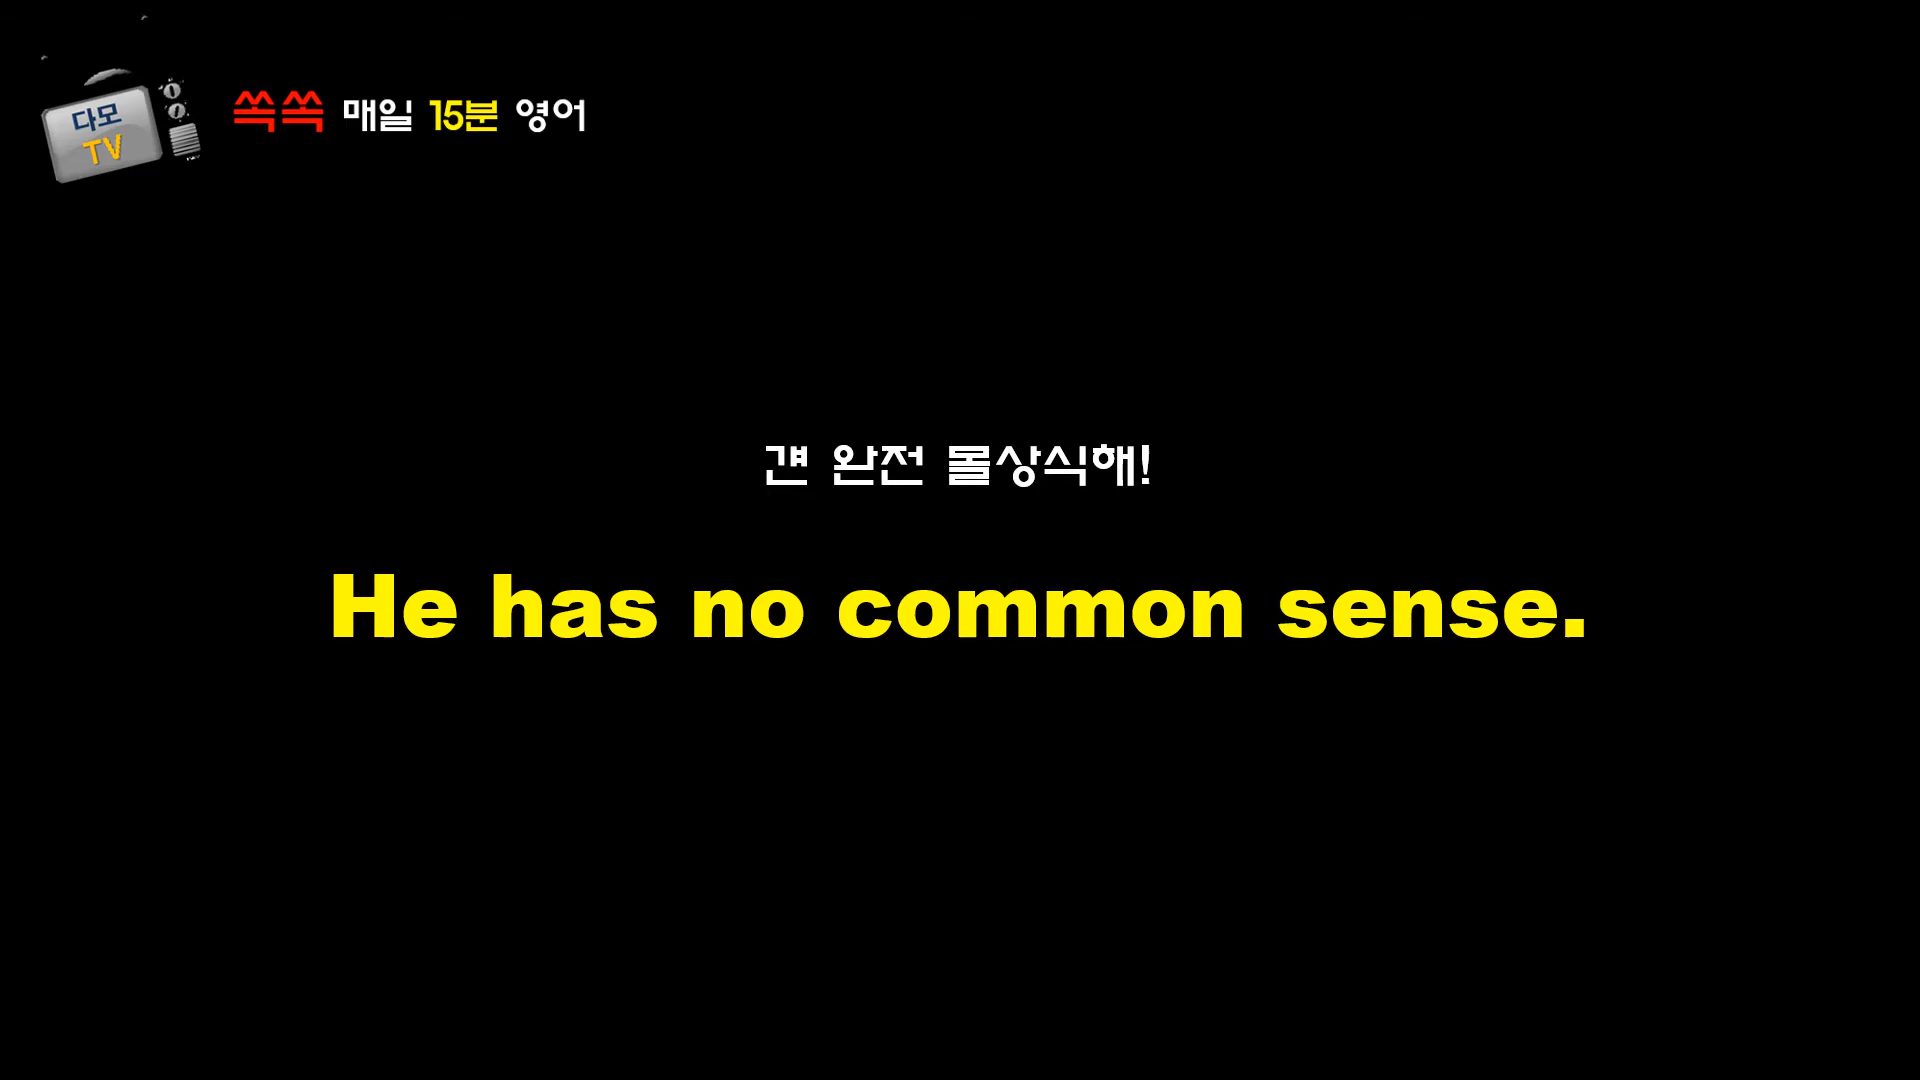 다모
TV
쏙쏙 매일 15분 영어
걘 완전 몰상식해!
He has no common sense.